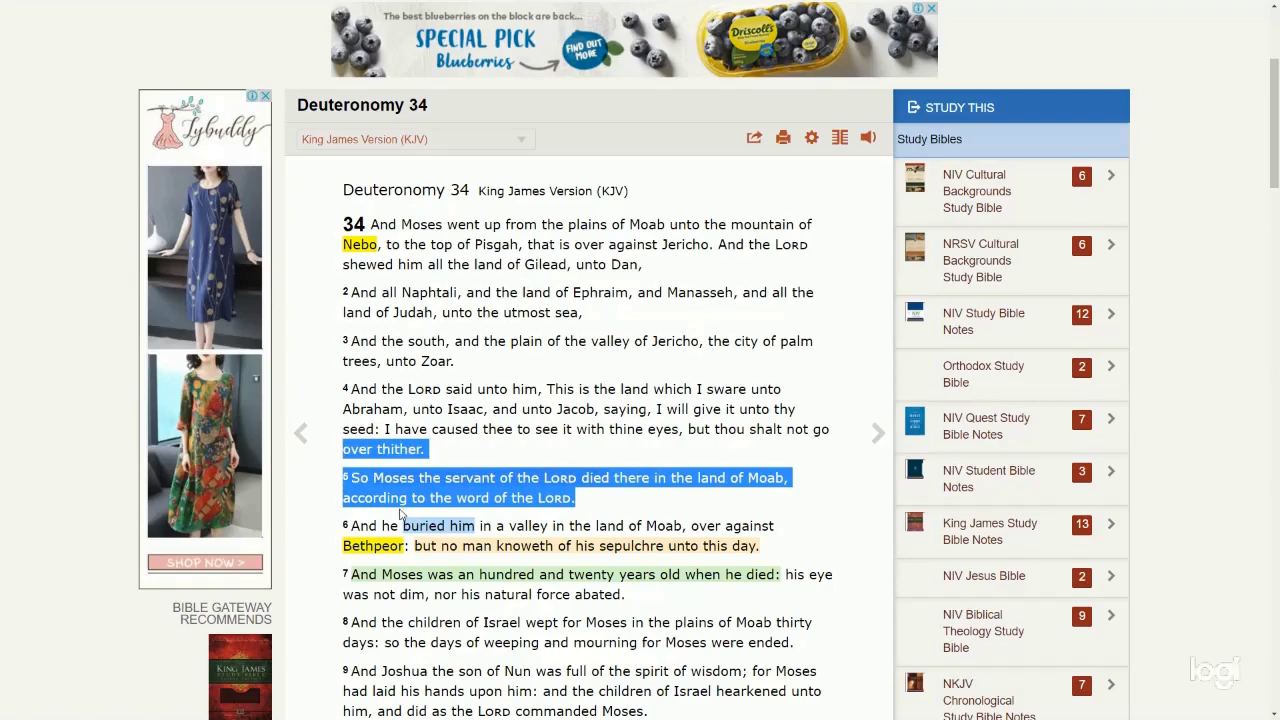 The best blueberries on the block are back...
SPECIAL PICK
Blueberries
FIND OUT
MORE
Driscoll's
Lybuddy
SHOP NOW >
BIBLE GATEWAY
RECOMMENDS
KING JAMES
STUDY BIBLE
Deuteronomy 34
King James Version (KJV)
Deuteronomy 34 King James Version (KJV)
34 And Moses went up from the plains of Moab unto the mountain of
Nebo, to the top of Pisgah, that is over against Jericho. And the LORD
shewed him all the land of Gilead, unto Dan,
2 And all Naphtali, and the land of Ephraim, and Manasseh, and all the
land of Judah, unto the utmost sea,
3 And the south, and the plain of the valley of Jericho, the city of palm
trees, unto Zoar.
4 And the LORD said unto him, This is the land which I sware unto
Abraham, unto Isaac, and unto Jacob, saying, I will give it unto thy
seed: I have caused thee to see it with thine eyes, but thou shalt not go
over thither.
5 So Moses the servant of the LORD died there in the land of Moab,
according to the word of the LORD.
6 And he buried him in a valley in the land of Moab, over against
Bethpeor: but no man knoweth of his sepulchre unto this day.
7 And Moses was an hundred and twenty years old when he died: his eye
was not dim, nor his natural force abated.
8 And the children of Israel wept for Moses in the plains of Moab thirty
days: so the days of weeping and mourning for Moses were ended.
9 And Joshua the son of Nun was full of the spirit of wisdom; for Moses
had laid his hands upon him: and the children of Israel hearkened unto
him, and did as the LORD commanded Moses.
STUDY THIS
Study Bibles
NIV Cultural 6
Backgrounds
Study Bible
NRSV Cultural 6
Backgrounds
Study Bible
NIV Study Bible 12
Notes
Orthodox Study 2
Bible
NIV Quest Study 7
Bible Notes
NIV Student Bible 3
Notes
King James Study 13
Bible Notes
NIV Jesus Bible 2
NIV Biblical 9
Theology Study
Bible
NKJV 7
Chronological
Study Bible Notes
logi